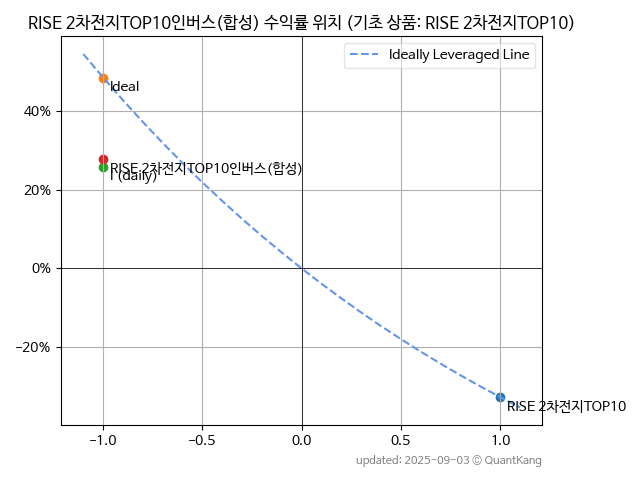 RISE 2차전지TOP10인버스(합성) 수익률 위치 (기초 상품: RISE 2차전지TOP10)
Ideally Leveraged Line
Ideal
40%
RISE 2차전지TOP10인버스(합성)
I (daily)
20%
0%
−20%
RISE 2차전지TOP10
−1.0
−0.5
0.0
0.5
1.0
updated: 2025-09-03 © QuantKang